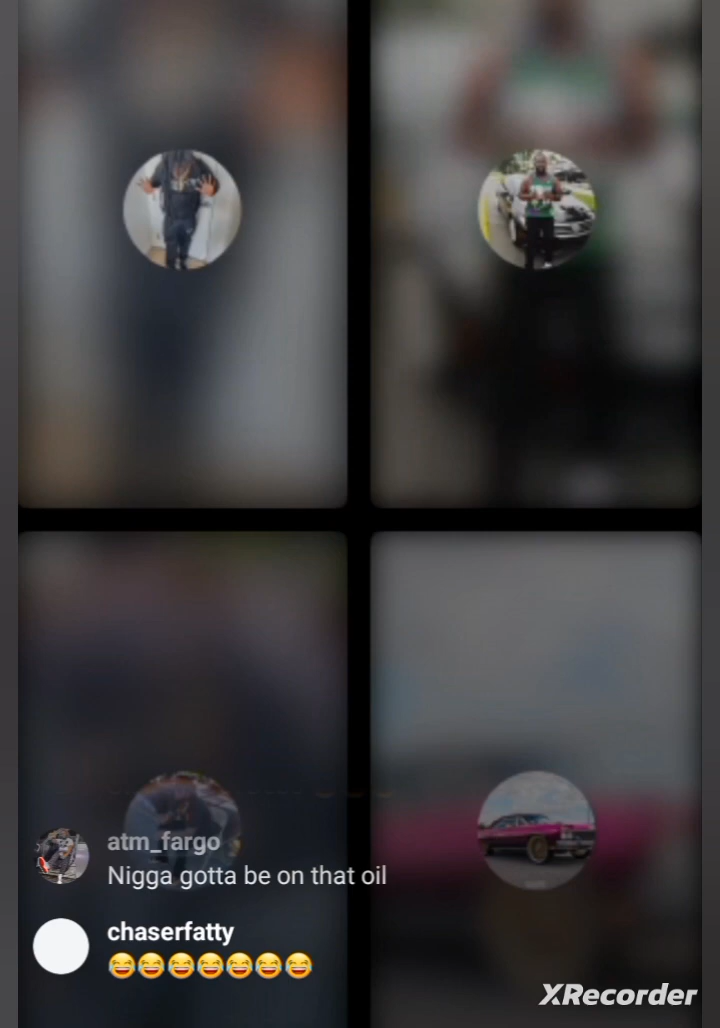 atm_fargo
Nigga gotta be on that oil
chaserfatty
😂😂😂😂😂😂😂
XRecorder